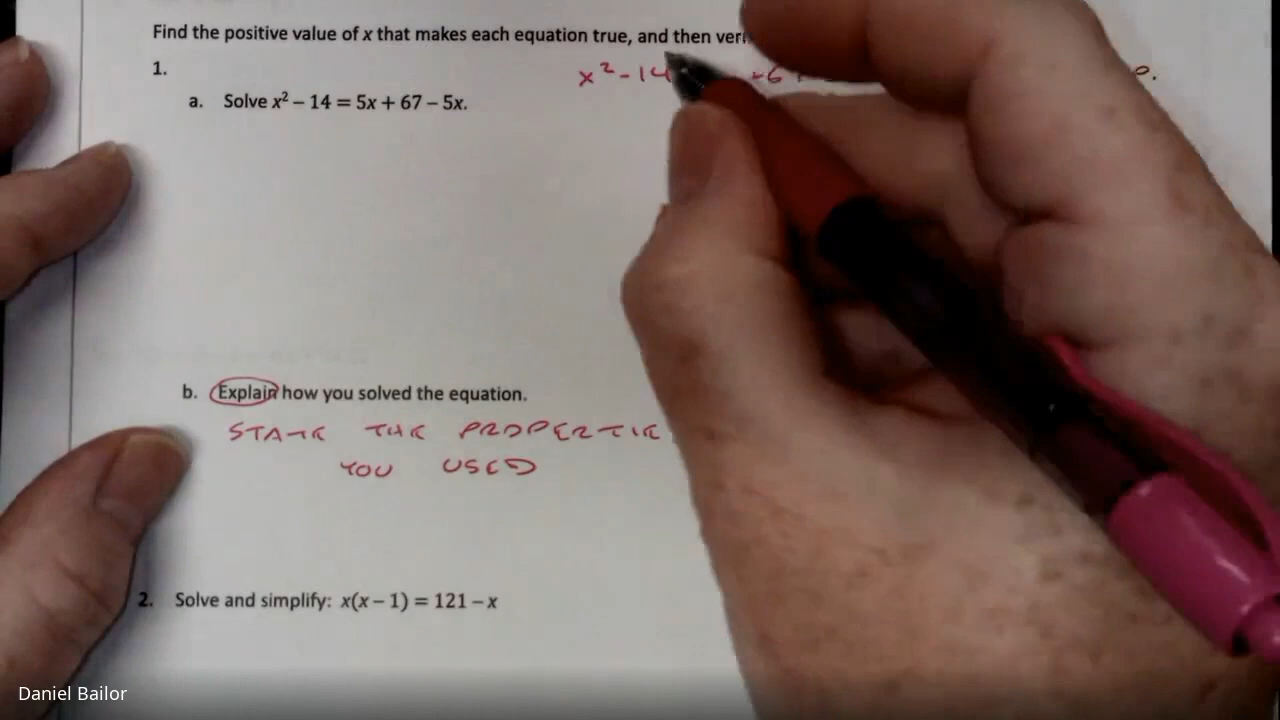 Find the positive value of x that makes each equation true, and then
1.
x² - 14
a. Solve x² – 14 = 5x + 67 – 5x.
b. Explain how you solved the equation.
STATE THE PROPERTIE
YOU USED
2. Solve and simplify: x(x – 1) = 121 – x
Daniel Bailor